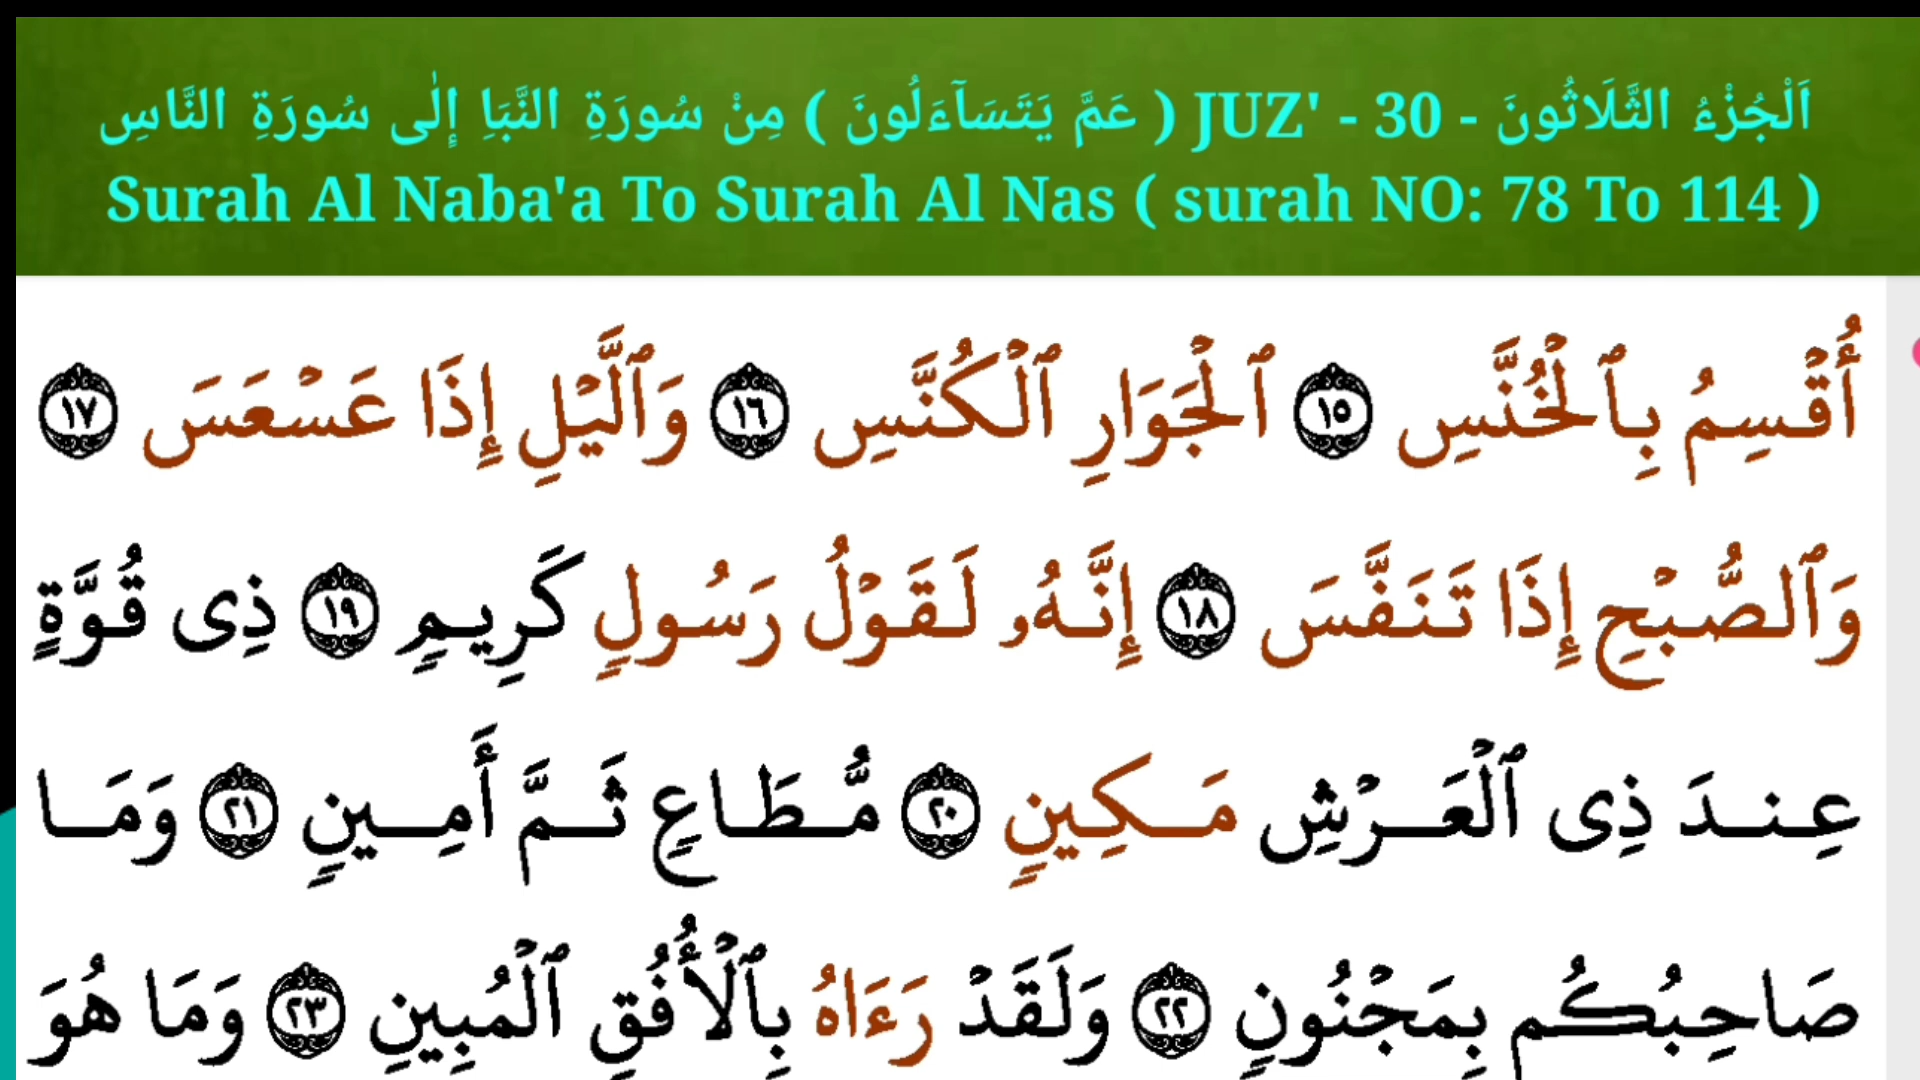 اَلْجُزْءُ الثَّلَاثُونَ - JUZ' - 30 ( عَمَّ يَتَسَآءَلُونَ ) مِنْ سُورَةِ النَّبَاِ إِلٰى سُورَةِ النَّاسِ
Surah Al Naba'a To Surah Al Nas ( surah NO: 78 To 114 )
أُقۡسِمُ بِٱلۡخُنَّسِ ١٥ ٱلۡجَوَارِ ٱلۡكُنَّسِ ١٦ وَٱلَّيۡلِ إِذَا عَسۡعَسَ ١٧
وَٱلصُّبۡحِ إِذَا تَنَفَّسَ ١٨ إِنَّهُۥ لَقَوۡلُ رَسُولٍ كَرِيمٍ ١٩ ذِى قُوَّةٍ
عِندَ ذِى ٱلۡعَرۡشِ مَكِينٍ ٢٠ مُّطَاعٍ ثَمَّ أَمِينٍ ٢١ وَمَا
صَاحِبُكُم بِمَجۡنُونٍ ٢٢ وَلَقَدۡ رَءَاهُ بِٱلۡأُفُقِ ٱلۡمُبِينِ ٢٣ وَمَا هُوَ